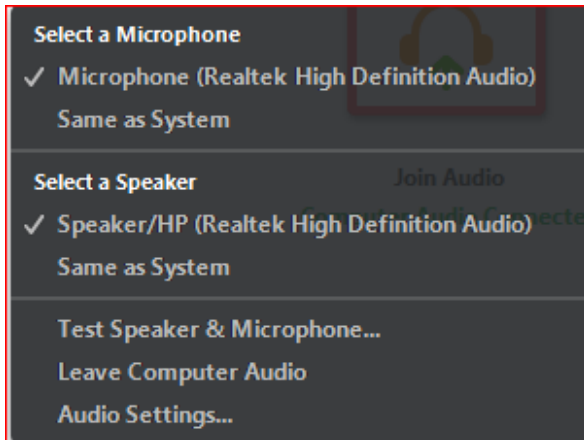 Select a Microphone
✓ Microphone (Realtek High Definition Audio)
Same as System
Join Audio
Select a Speaker
✓ Speaker/HP (Realtek High Definition Audio)
Same as System
Test Speaker & Microphone...
Leave Computer Audio
Audio Settings...